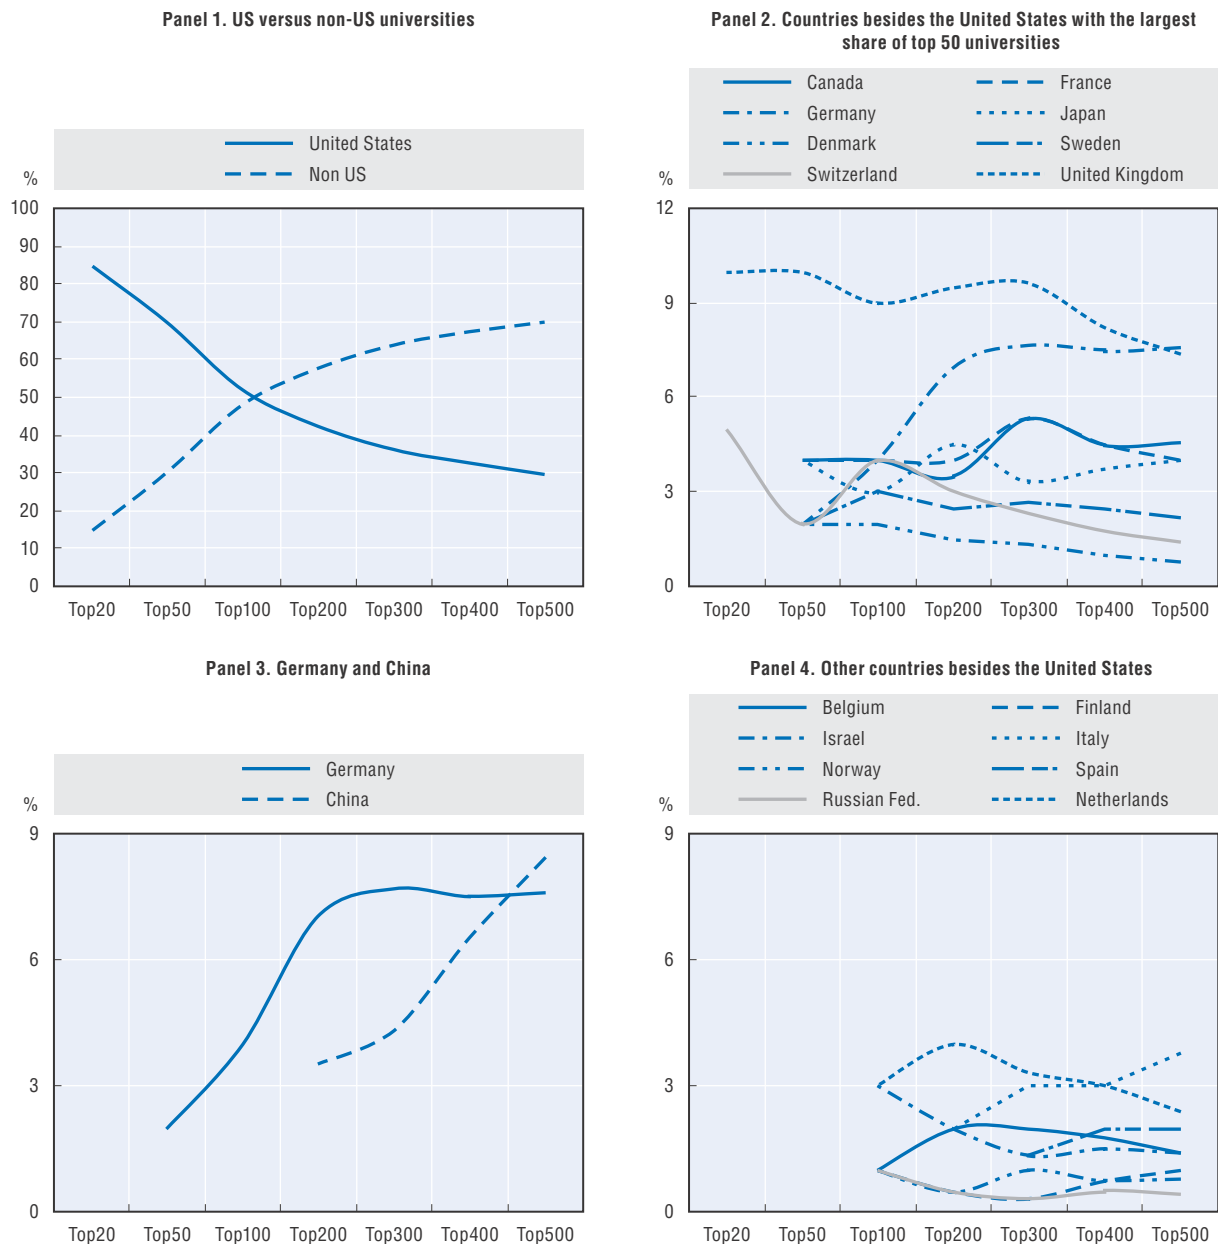 Panel 1. US versus non-US universities
United States
Non US
%
100
90
80
70
60
50
40
30
20
10
0
Top20 Top50 Top100 Top200 Top300 Top400 Top500
Panel 2. Countries besides the United States with the largest
share of top 50 universities
Canada France
Germany Japan
Denmark Sweden
Switzerland United Kingdom
%
12
9
6
3
0
Top20 Top50 Top100 Top200 Top300 Top400 Top500
Panel 3. Germany and China
Germany
China
%
9
6
3
0
Top20 Top50 Top100 Top200 Top300 Top400 Top500
Panel 4. Other countries besides the United States
Belgium Finland
Israel Italy
Norway Spain
Russian Fed. Netherlands
%
9
6
3
0
Top20 Top50 Top100 Top200 Top300 Top400 Top500